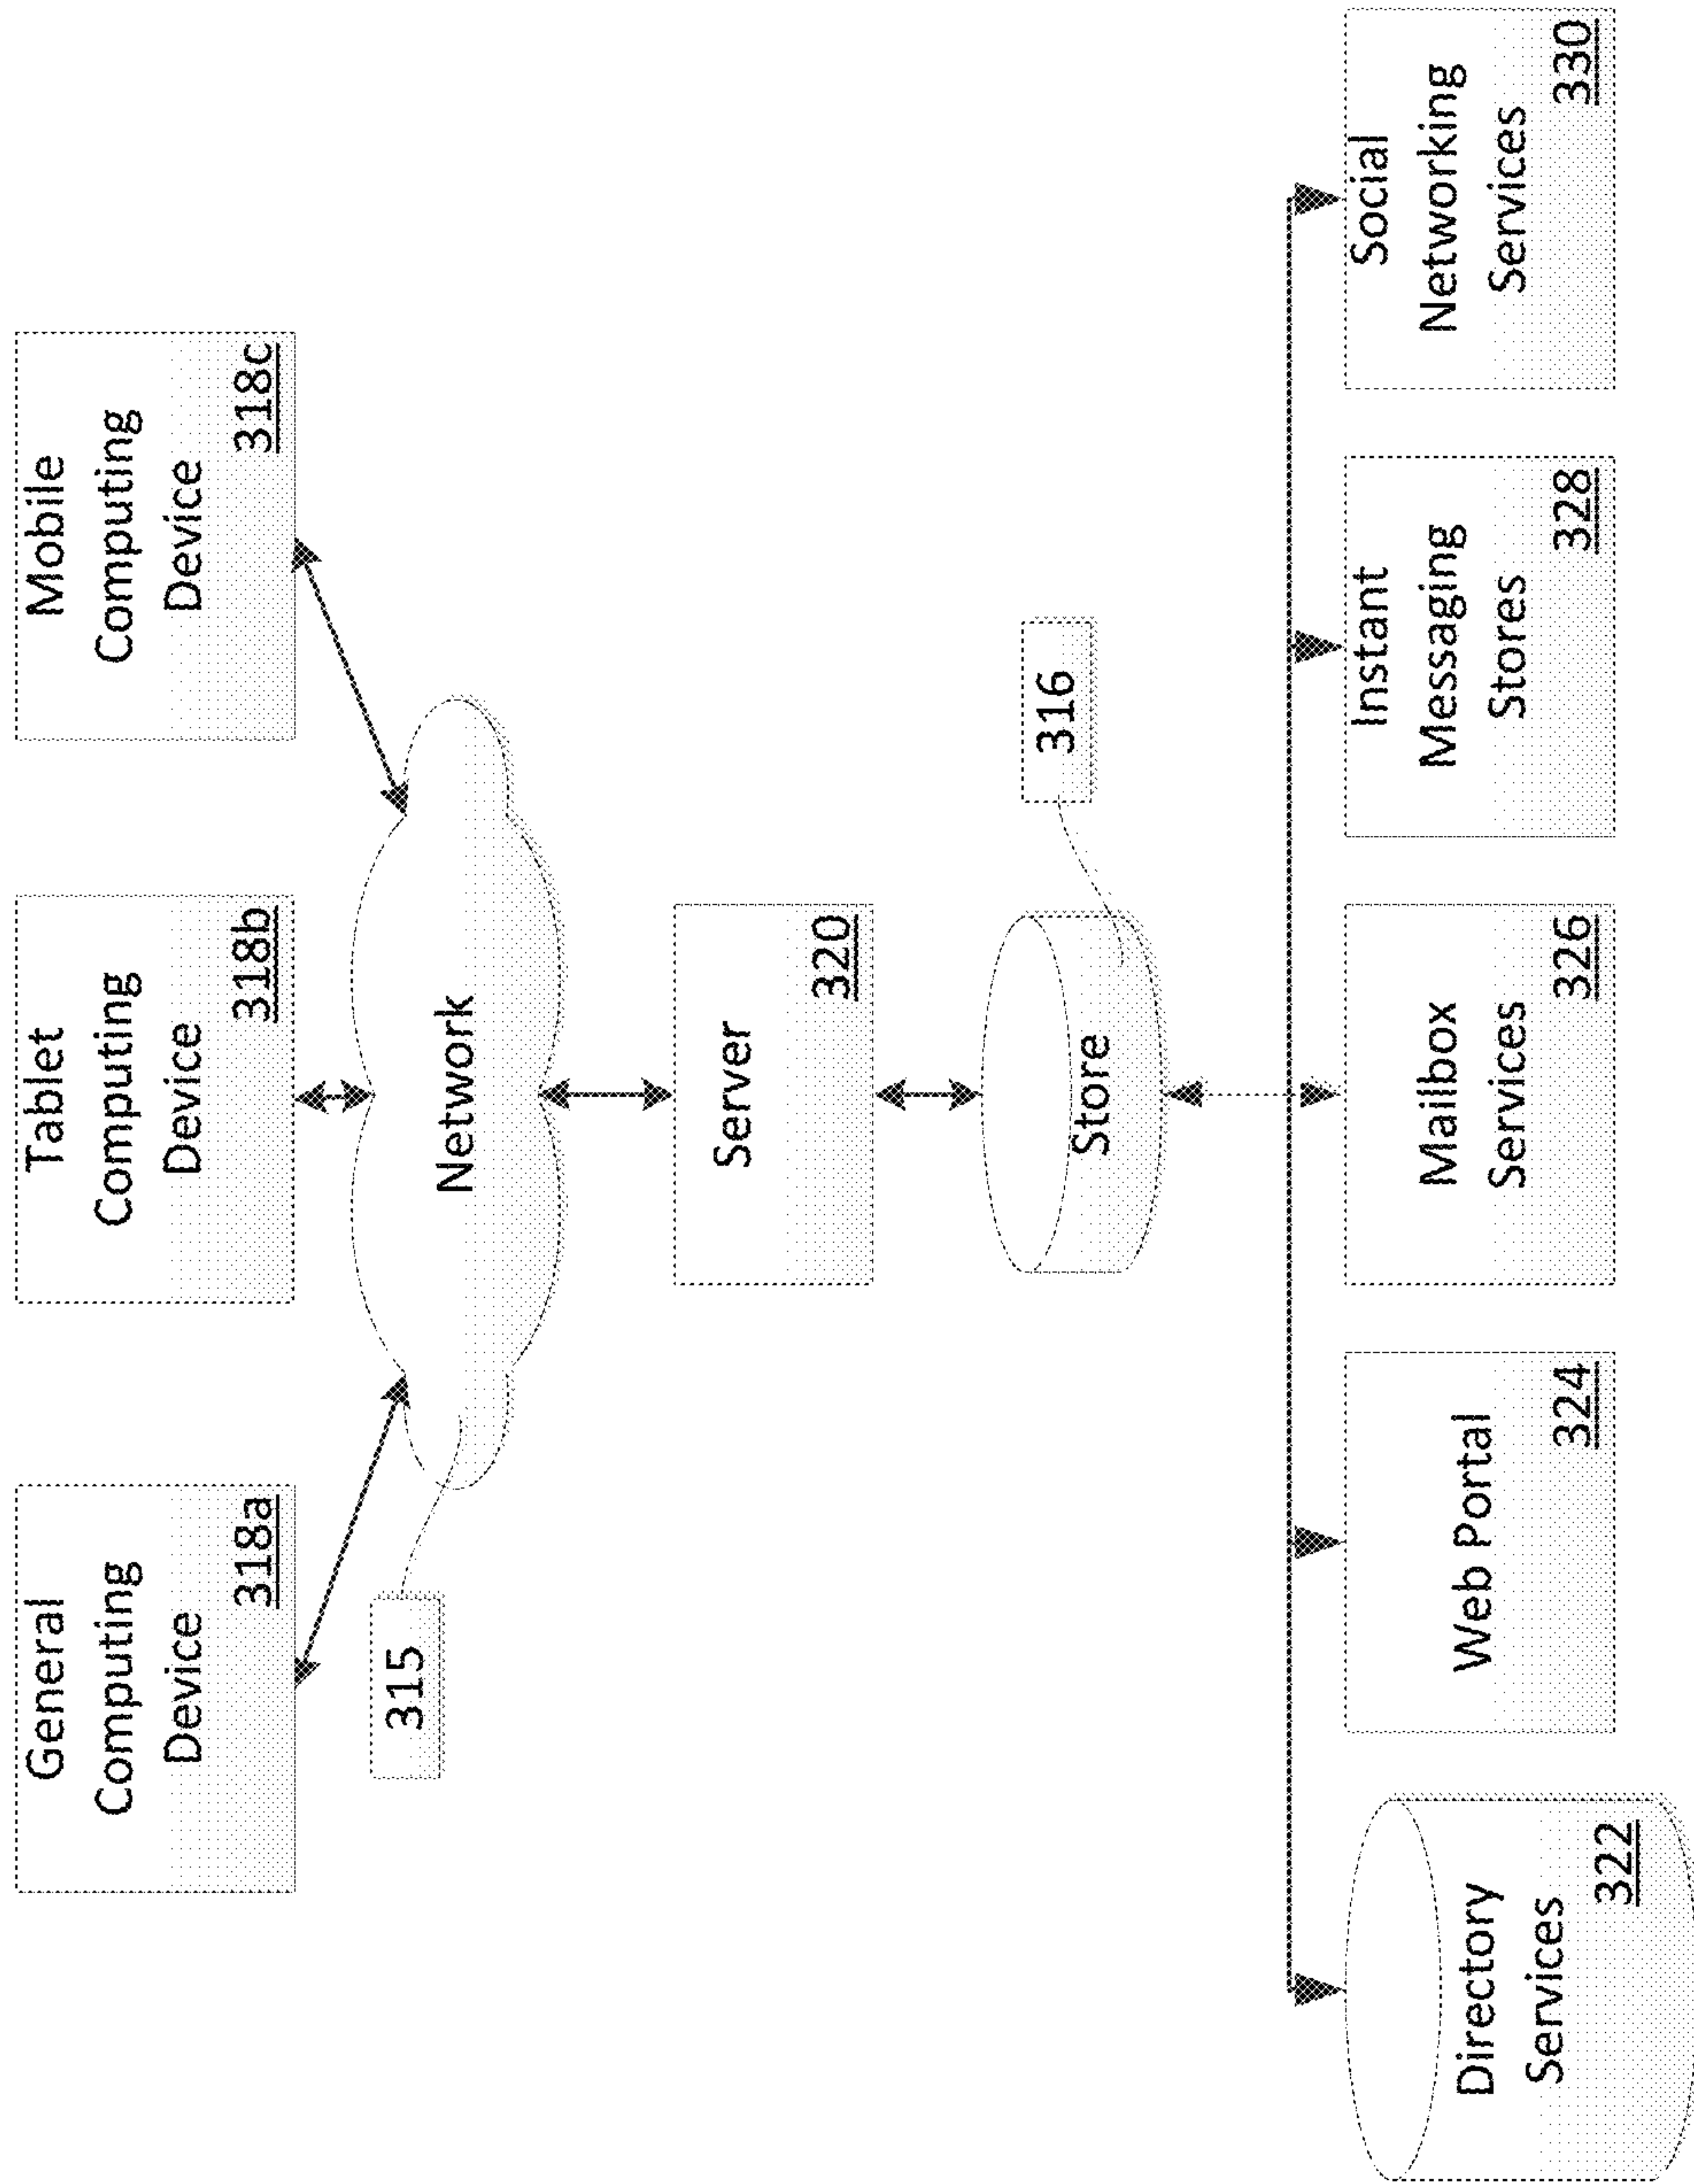 General
Computing
Device
318a
Tablet
Computing
Device
318b
Mobile
Computing
Device
318c
315
Network
Server
320
Store
316
Directory
Services
322
Web Portal
324
Mailbox
Services
326
Instant
Messaging
Stores
328
Social
Networking
Services
330